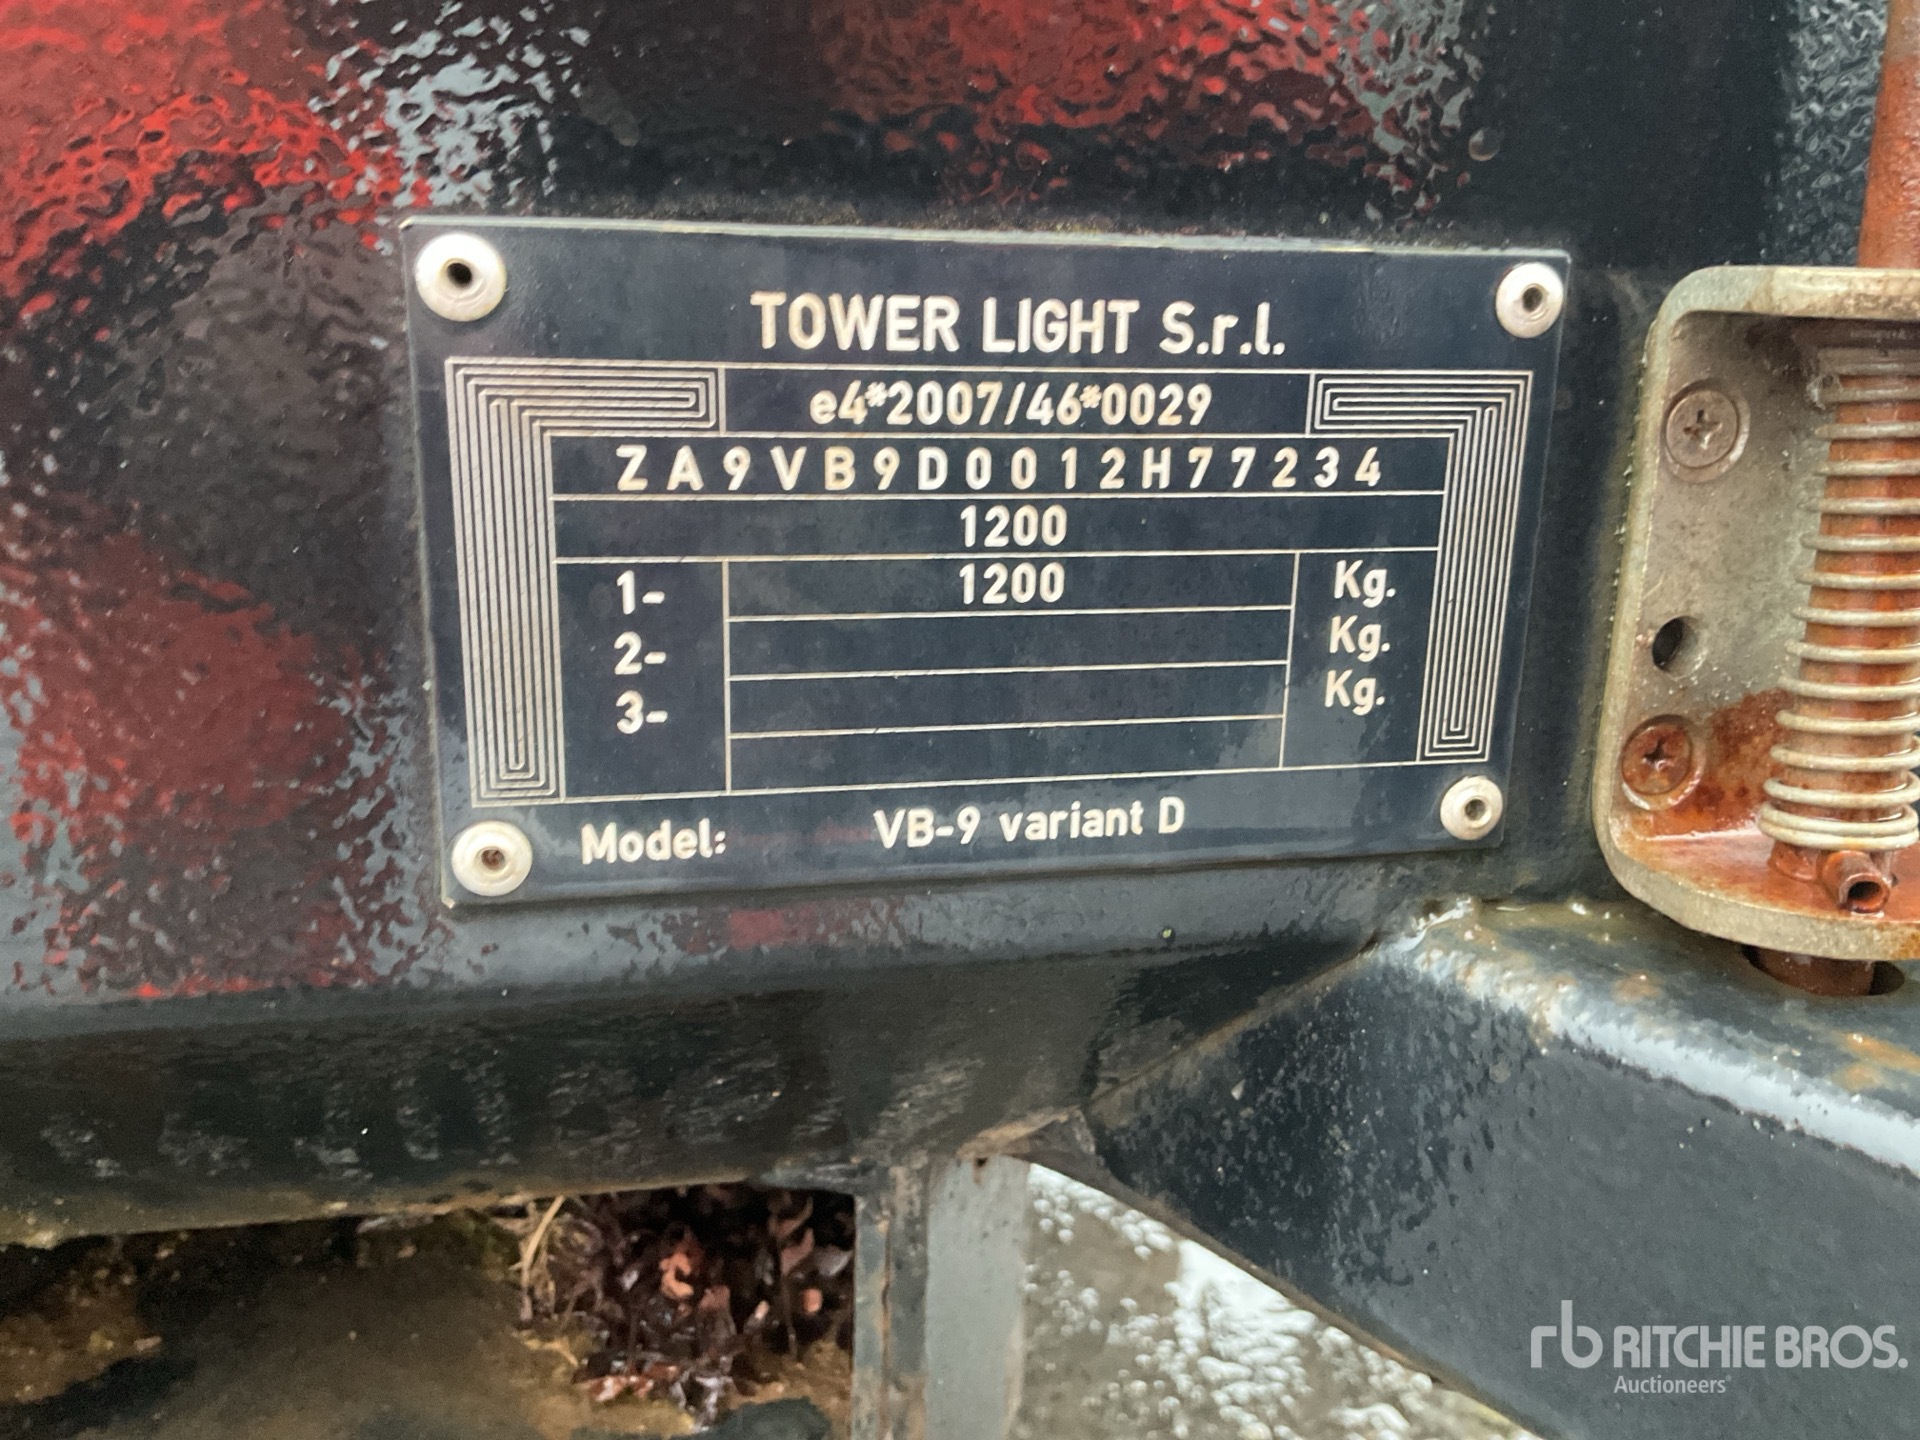 TOWER LIGHT S.r.l.
e4*2007/46*0029
ZA9VB9D0012H77234
1200
1- 1200 Kg.
2- Kg.
3- Kg.
Model: VB-9 variant D
rb RITCHIE BROS.
Auctioneers